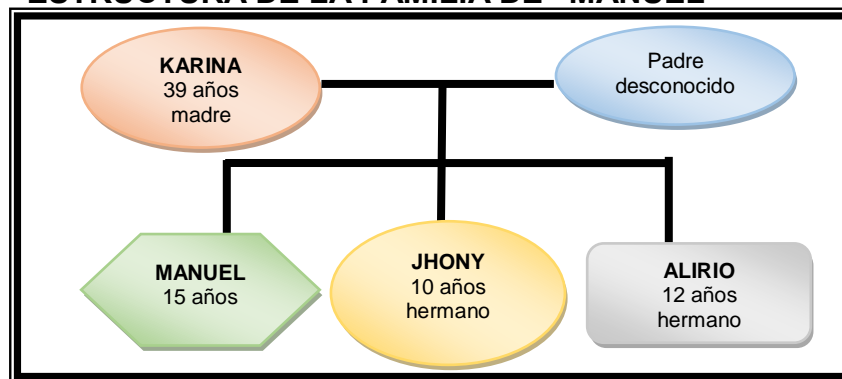 ESTRUCTURA DE LA FAMILIA DE "MANUEL"
KARINA
39 años
madre
Padre
desconocido
MANUEL
15 años
JHONY
10 años
hermano
ALIRIO
12 años
hermano